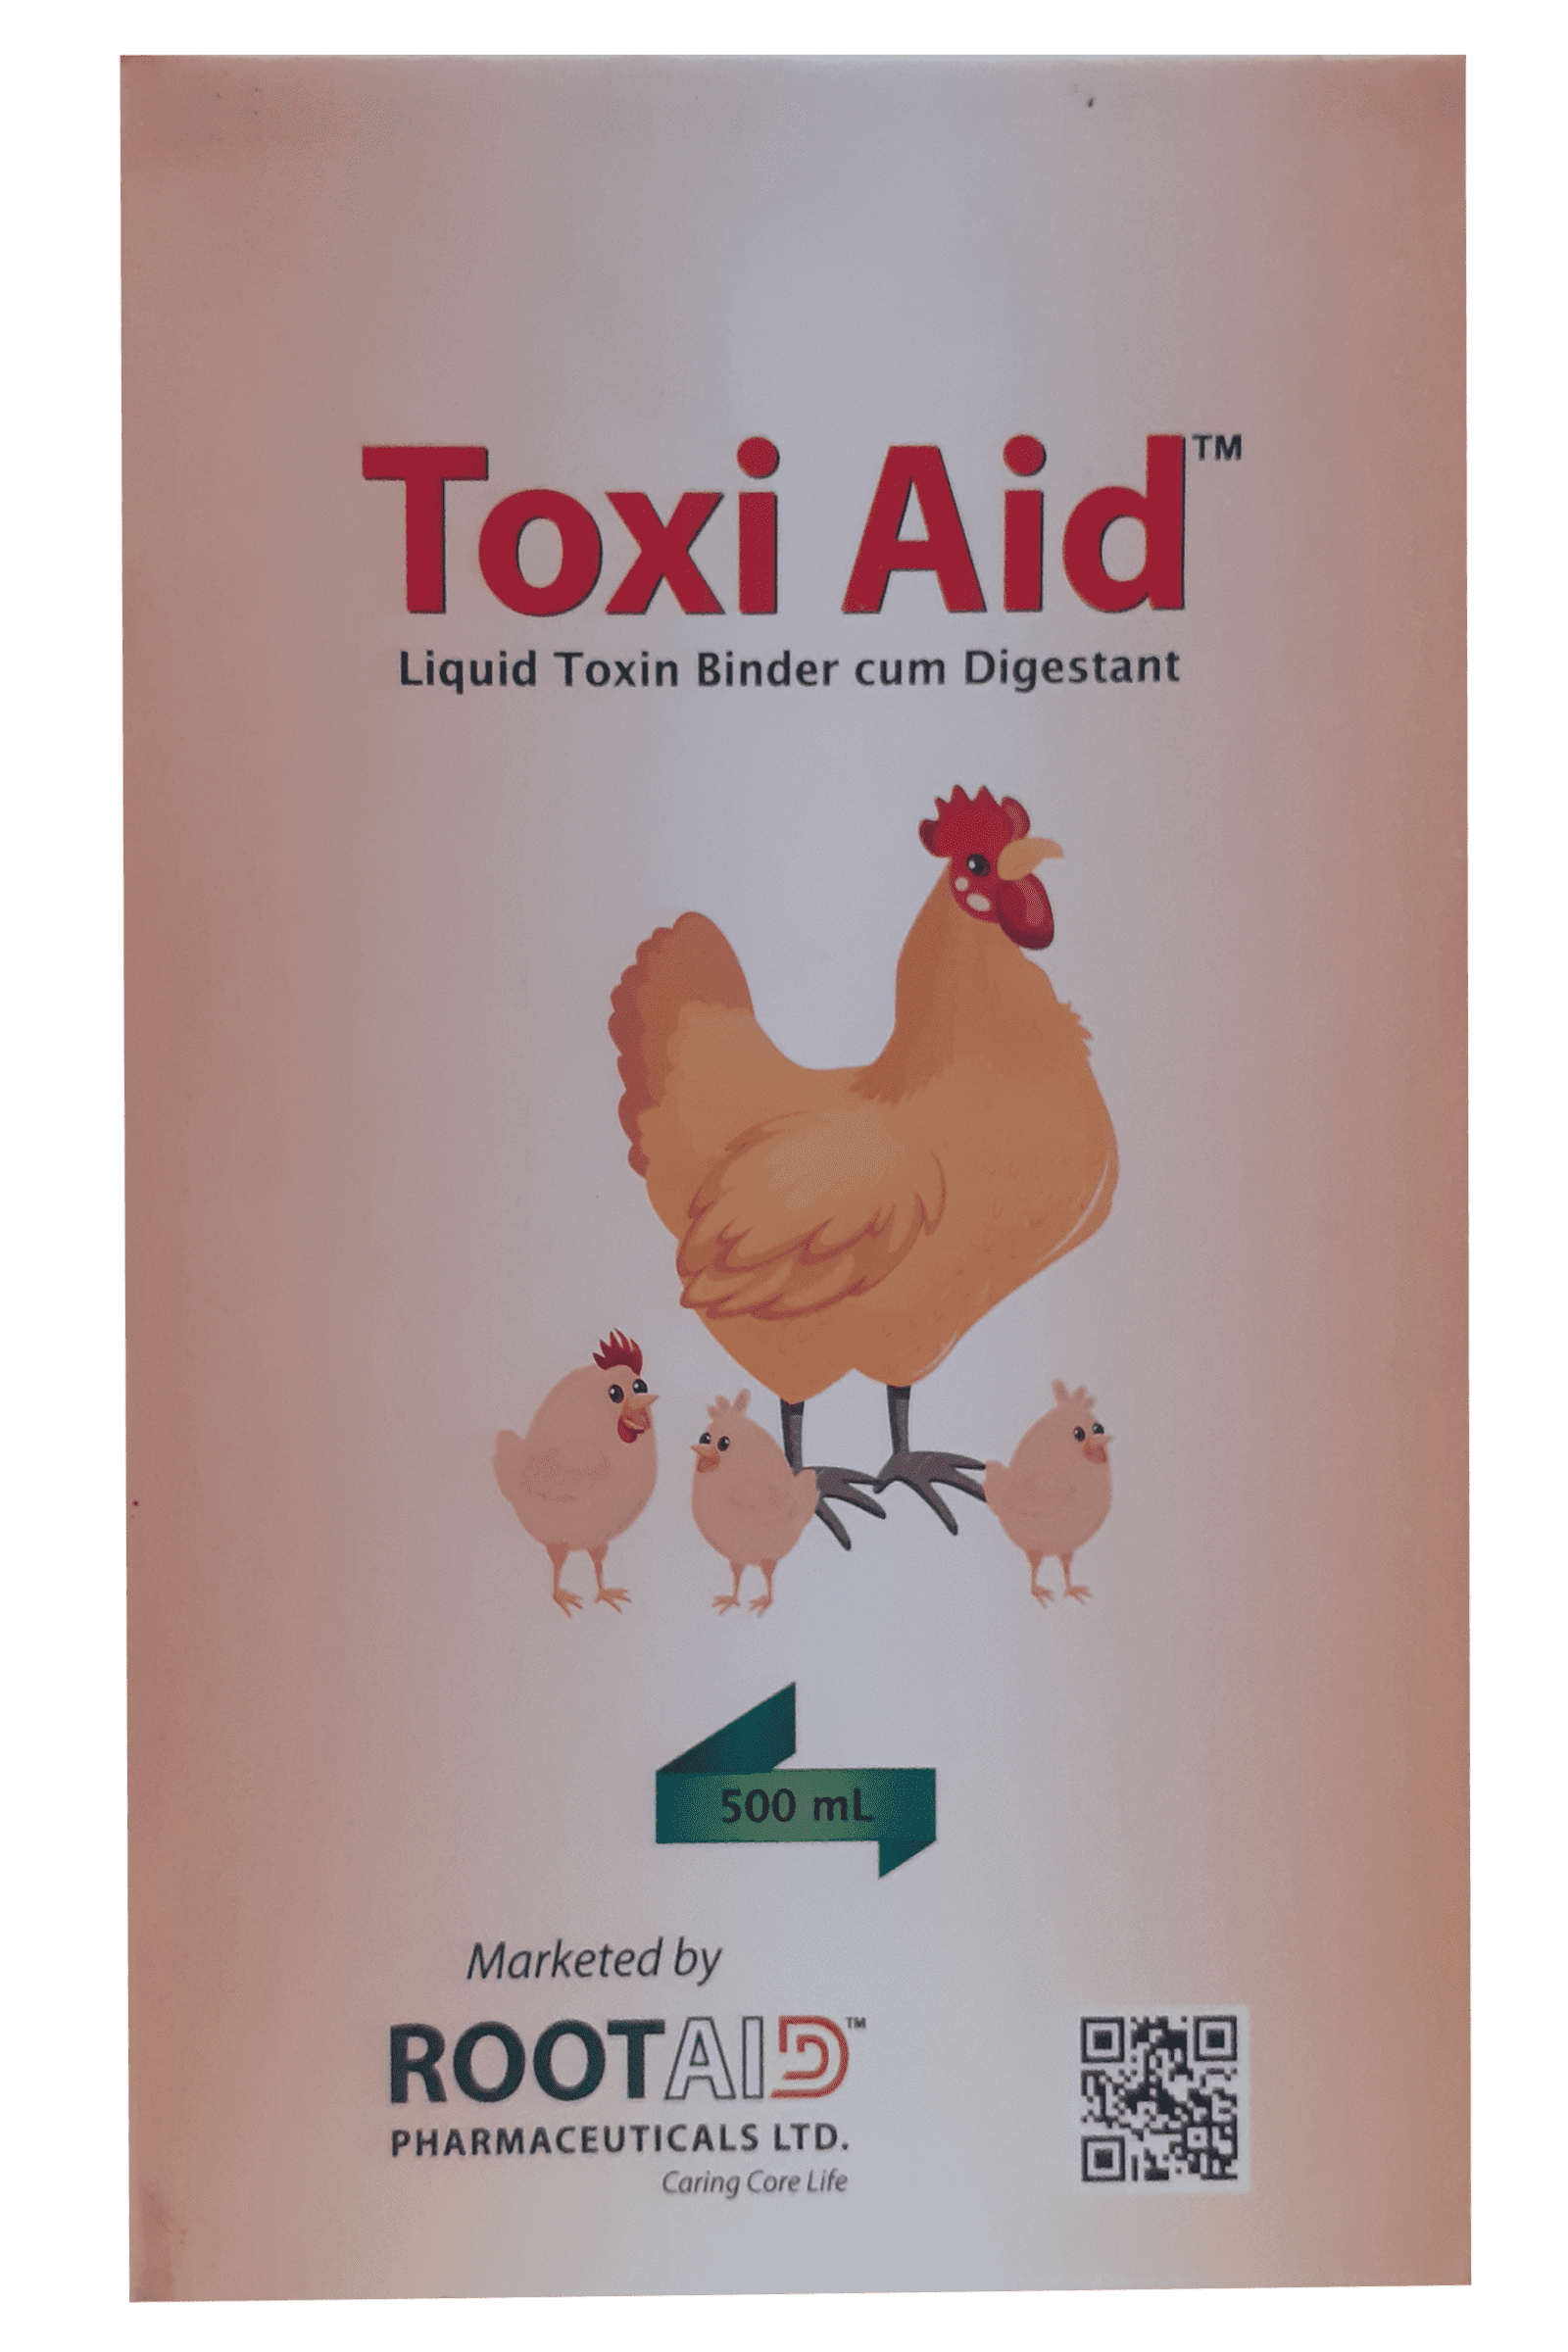 Toxi Aid™
Liquid Toxin Binder cum Digestant
500 mL
Marketed by
ROOTAID™
PHARMACEUTICALS LTD.
Caring Core Life